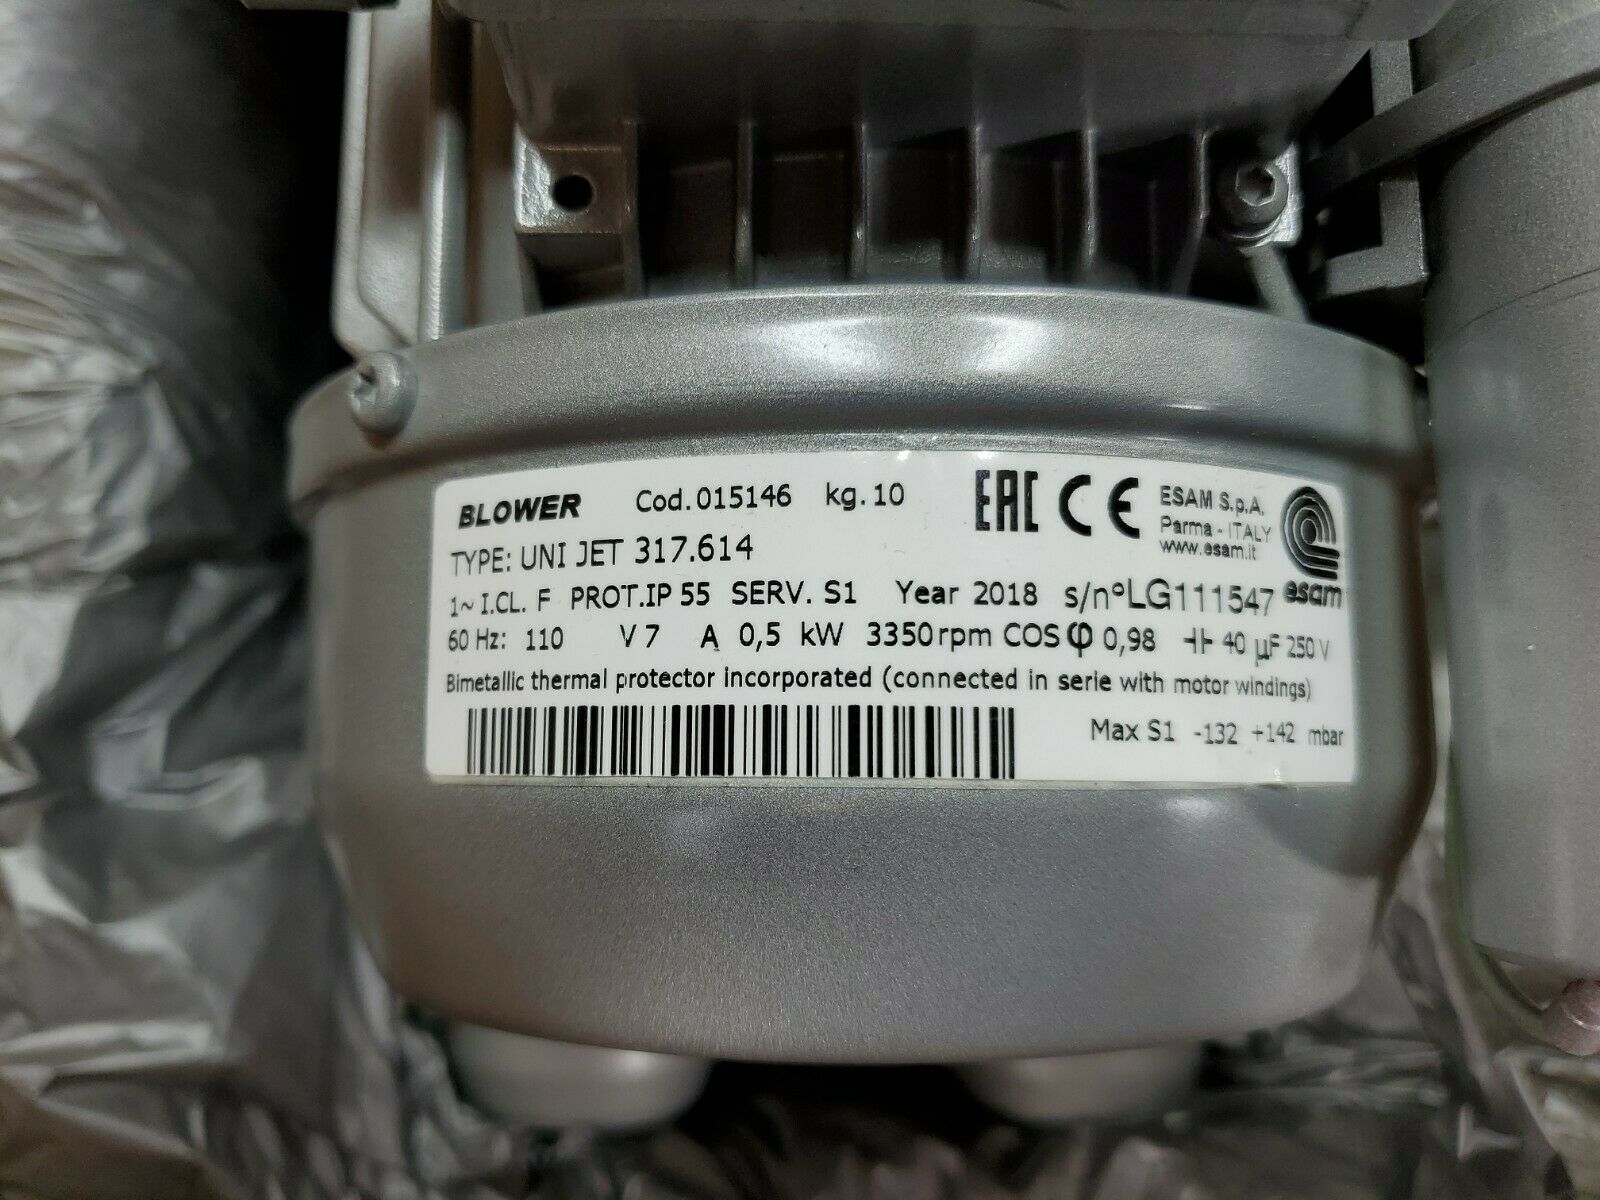 BLOWER Cod.015146 kg.10 EAC CE ESAM S.p.A.
Parma - ITALY
www.esam.it
TYPE: UNI JET 317.614
1~ I.CL. F PROT.IP 55 SERV. S1 Year 2018 s/n°LG111547 esam
60 Hz: 110 V 7 A 0,5 kW 3350rpm COS φ 0,98 ⊣⊢ 40 µF 250 V
Bimetallic thermal protector incorporated (connected in serie with motor windings)
Max S1 -132 +142 mbar